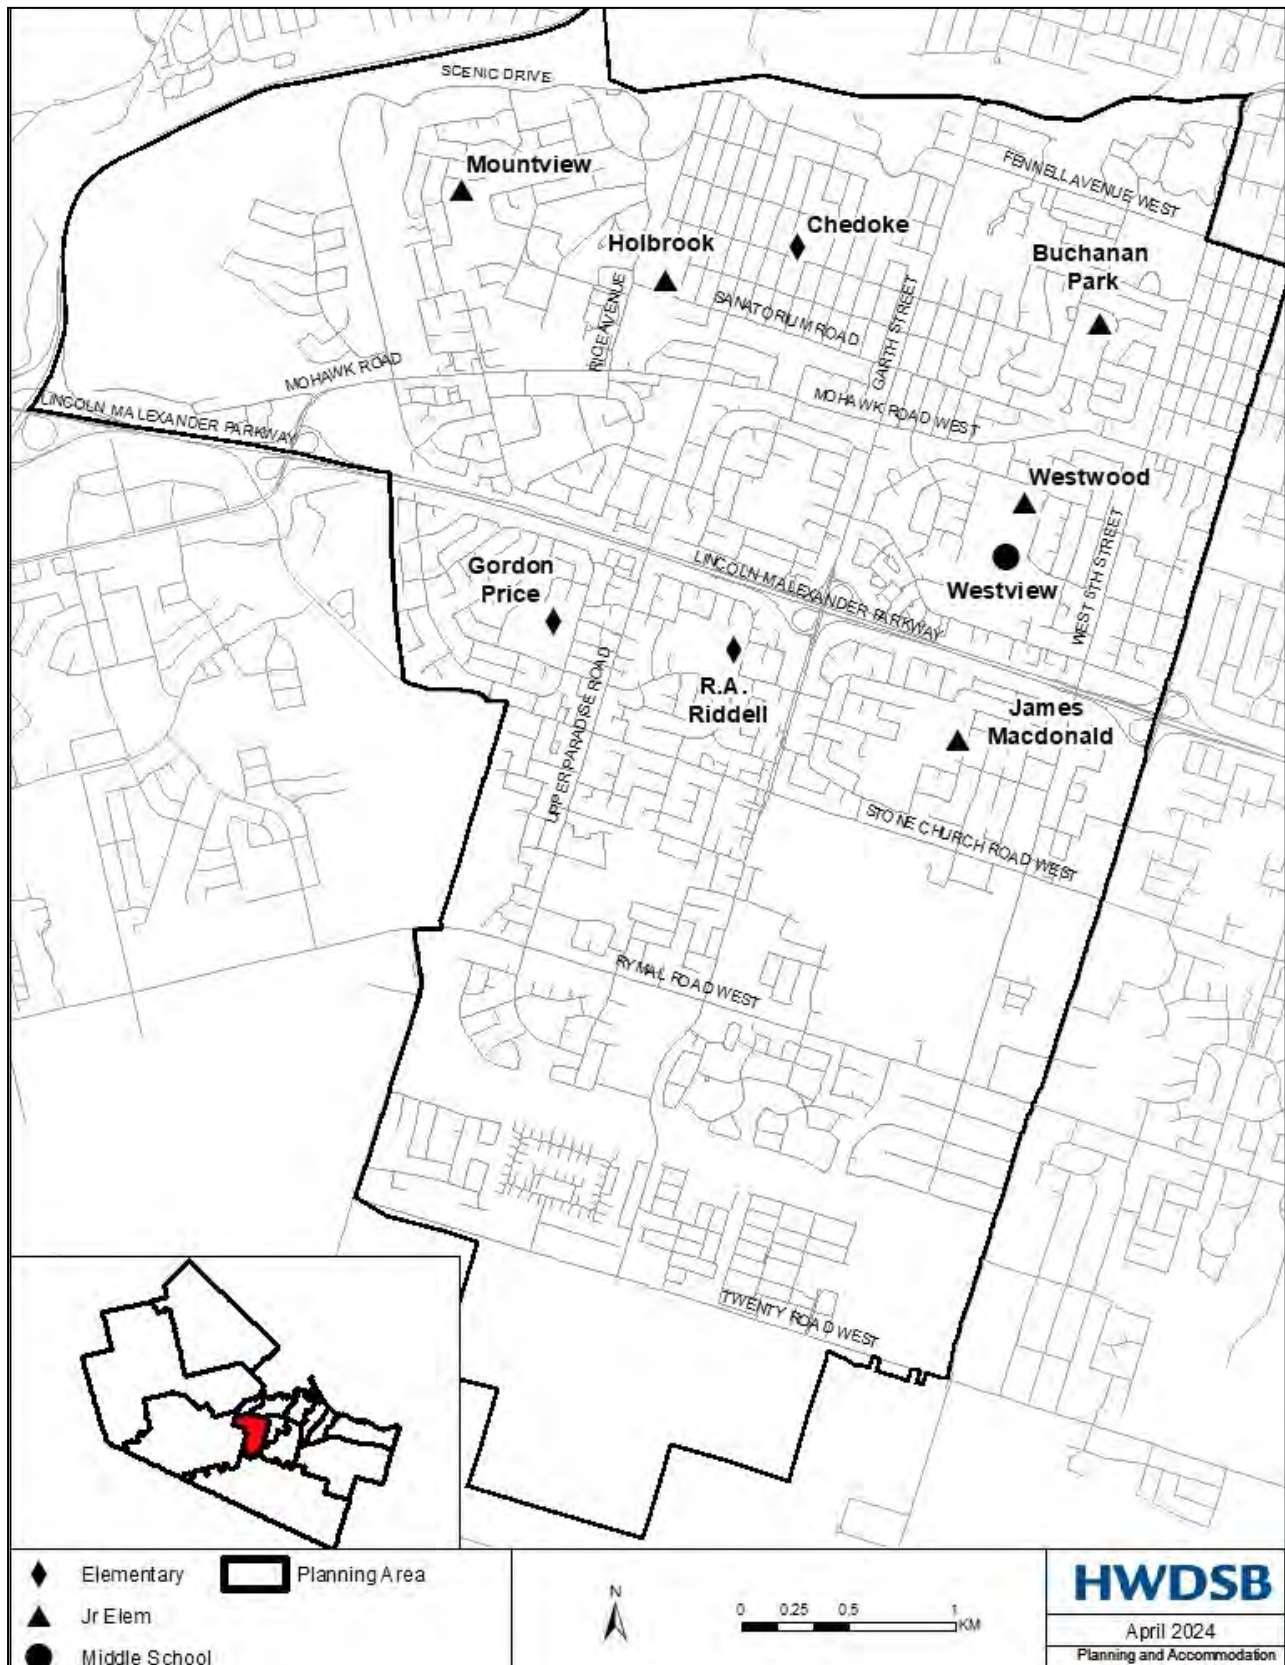 SCENIC DRIVE
Mountview
FENNELL AVENUE WEST
Chedoke
Holbrook
Buchanan
Park
RICE AVENUE
SANATORIUM ROAD
GARTH STREET
MOHAWK ROAD
MOHAWK ROAD WEST
LINCOLN M ALEXANDER PARKWAY
Westwood
WEST 5TH STREET
Gordon
Price
LINCOLN M ALEXANDER PARKWAY
Westview
R.A.
Riddell
UPPER PARADISE ROAD
James
Macdonald
STONE CHURCH ROAD WEST
RYMAL ROAD WEST
TWENTY ROAD WEST
Elementary
Planning Area
Jr Elem
Middle School
N
0 0.25 0.5 1
KM
HWDSB
April 2024
Planning and Accommodation